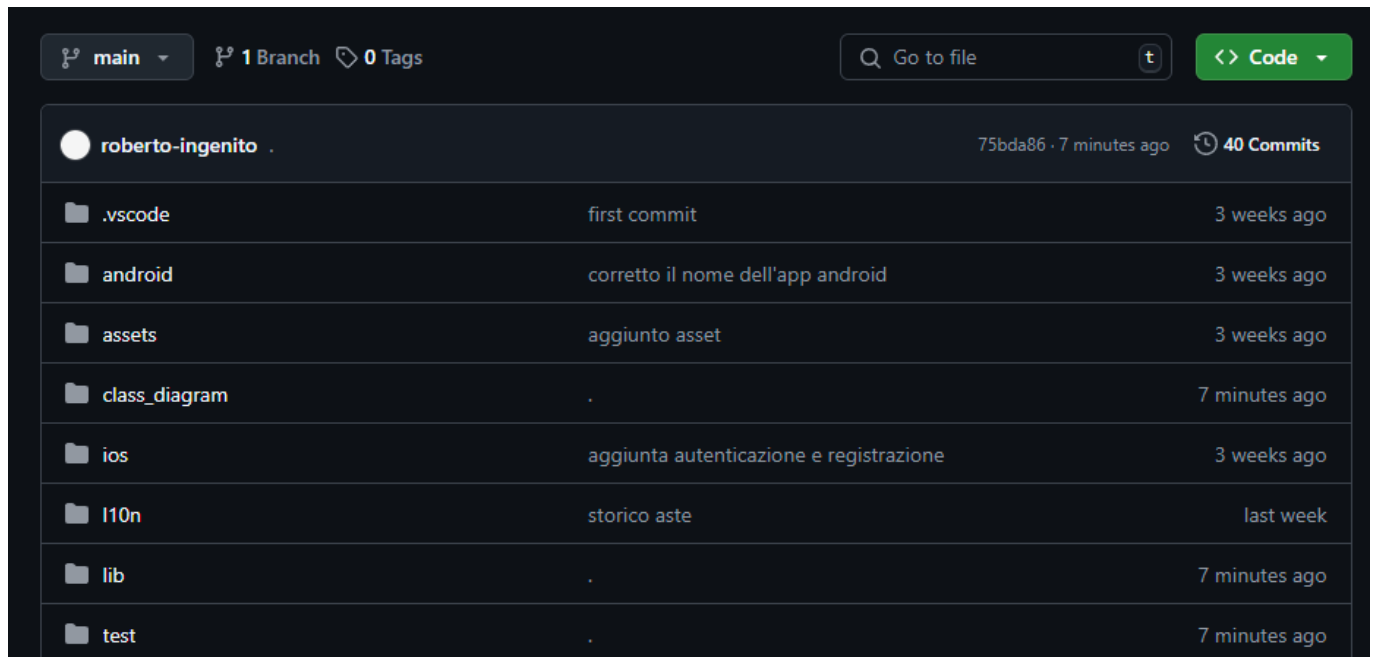 main 1 Branch 0 Tags Go to file t Code
roberto-ingenito . 75bda86 · 7 minutes ago 40 Commits
.vscode first commit 3 weeks ago
android corretto il nome dell'app android 3 weeks ago
assets aggiunto asset 3 weeks ago
class_diagram . 7 minutes ago
ios aggiunta autenticazione e registrazione 3 weeks ago
l10n storico aste last week
lib . 7 minutes ago
test . 7 minutes ago